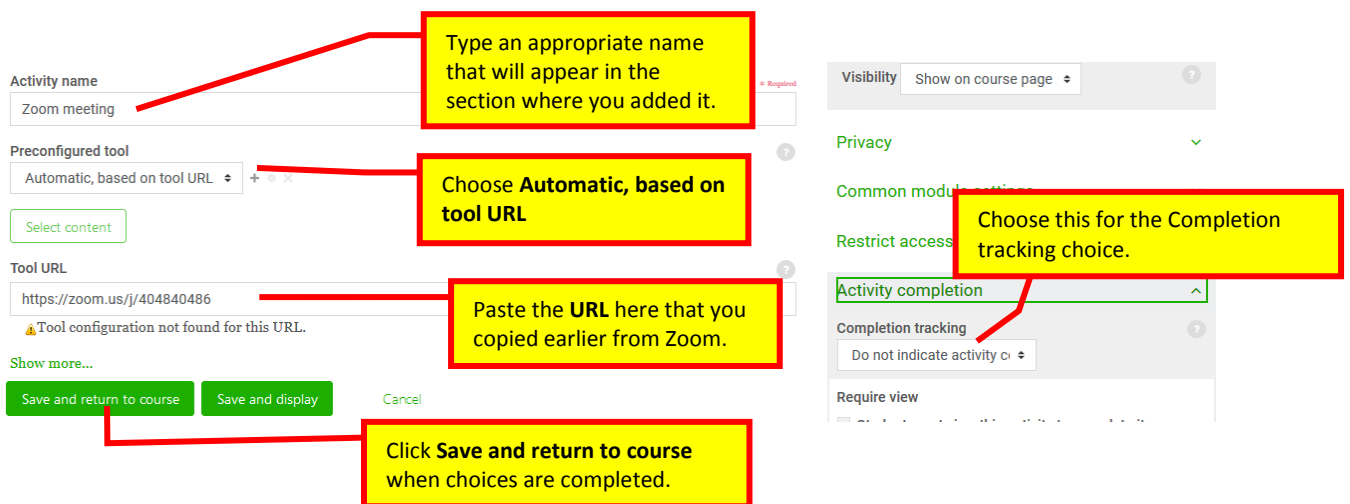 Type an appropriate name
that will appear in the
section where you added it.
Activity name
* Required
Zoom meeting
Preconfigured tool
Automatic, based on tool URL
Choose Automatic, based on
tool URL
Select content
Tool URL
https://zoom.us/j/404840486
Paste the URL here that you
copied earlier from Zoom.
Tool configuration not found for this URL.
Show more...
Save and return to course
Save and display
Cancel
Click Save and return to course
when choices are completed.
Visibility
Show on course page
Privacy
Common module settings
Restrict access
Choose this for the Completion
tracking choice.
Activity completion
Completion tracking
Do not indicate activity c
Require view